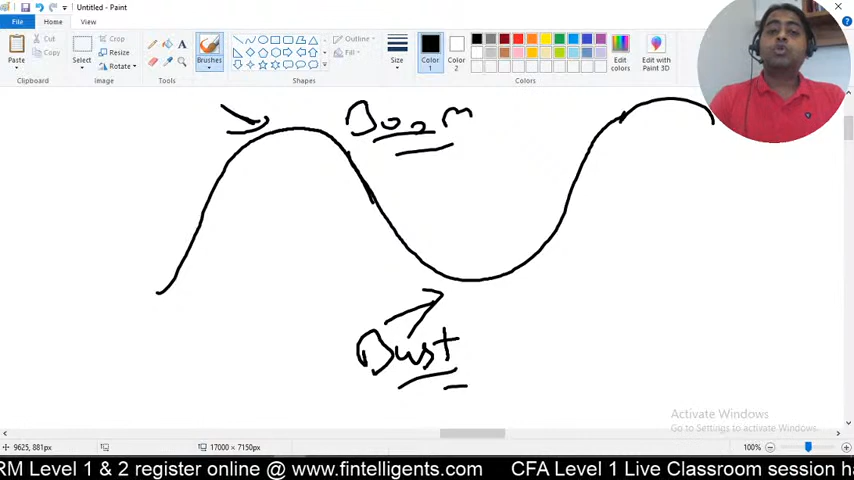 Untitled - Paint
File Home View
Paste
Cut
Copy
Clipboard
Select
Crop
Resize
Rotate
Image
A
Tools
Brushes
Outline
Fill
Shapes
Size
Color 1
Color 2
Colors
Edit colors
Edit with Paint 3D
Boom
Bust
Activate Windows
Go to Settings to activate Windows.
9625, 881px
17000 × 7150px
100%
RM Level 1 & 2 register online @ www.fintelligents.com CFA Level 1 Live Classroom session ha